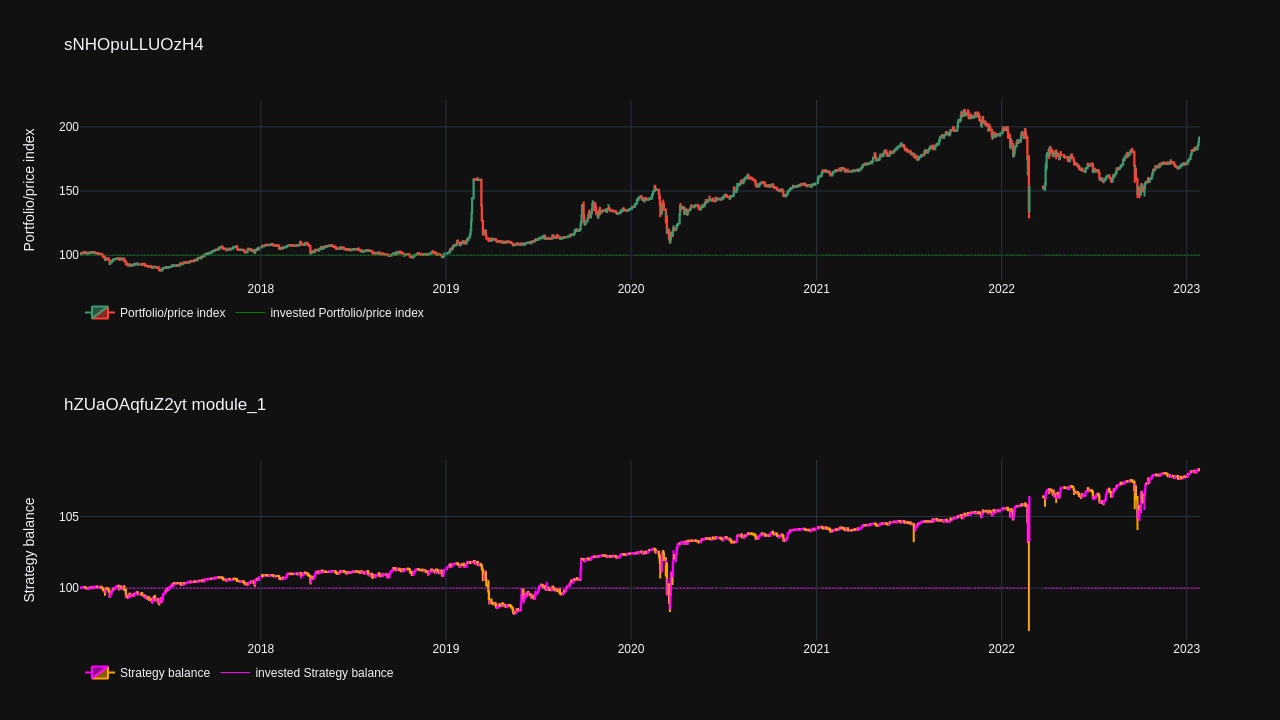 sNHOpuLLUOzH4
Portfolio/price index
200
150
100
2018 2019 2020 2021 2022 2023
Portfolio/price index invested Portfolio/price index
hZUaOAqfuZ2yt module_1
Strategy balance
105
100
2018 2019 2020 2021 2022 2023
Strategy balance invested Strategy balance